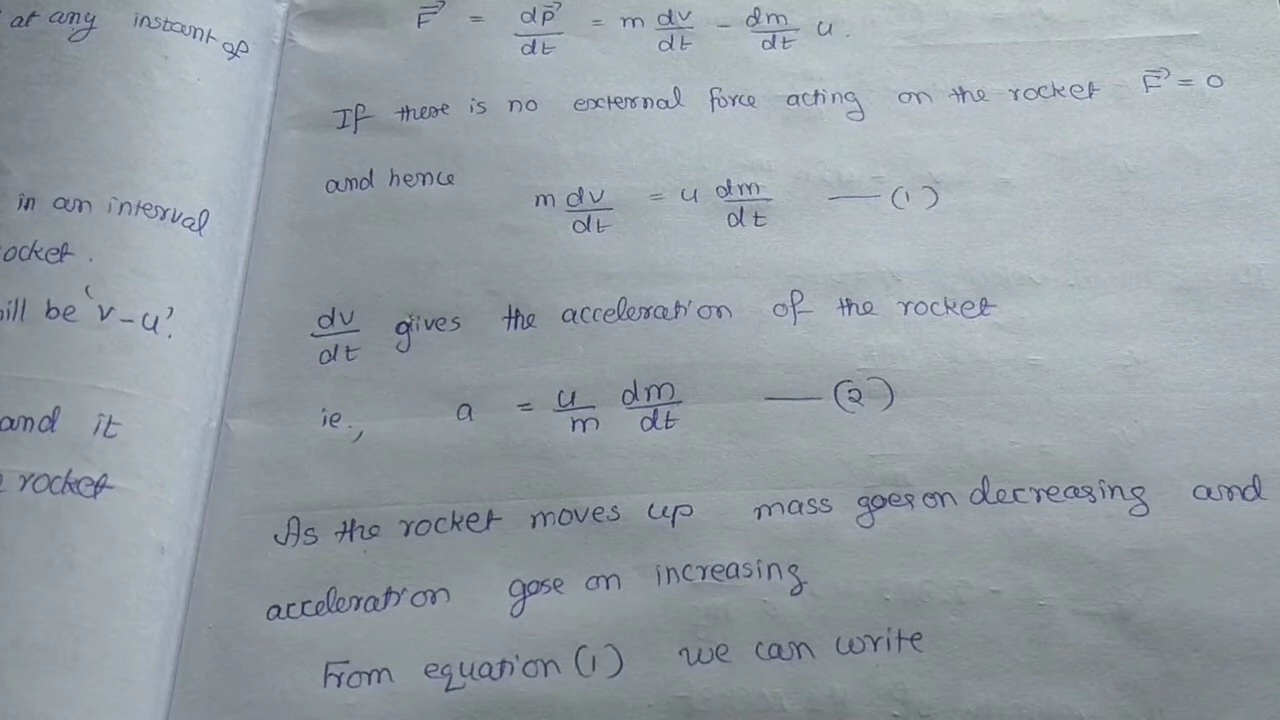 at any instant of
in an interval
ocket.
ill be 'v-u'.
and it
rocket
F⃗ = dP⃗/dt = m dv/dt - dm/dt u.
If there is no external force acting on the rocket F⃗ = 0
and hence
m dv/dt = u dm/dt —(1)
dv/dt gives the acceleration of the rocket
ie., a = u/m dm/dt —(2)
As the rocket moves up mass goes on decreasing and
acceleration gose on increasing
From equation (1) we can write